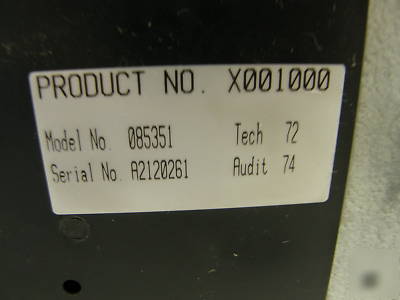 PRODUCT NO. X001000
Model No. 085351 Tech 72
Serial No. A2120261 Audit 74